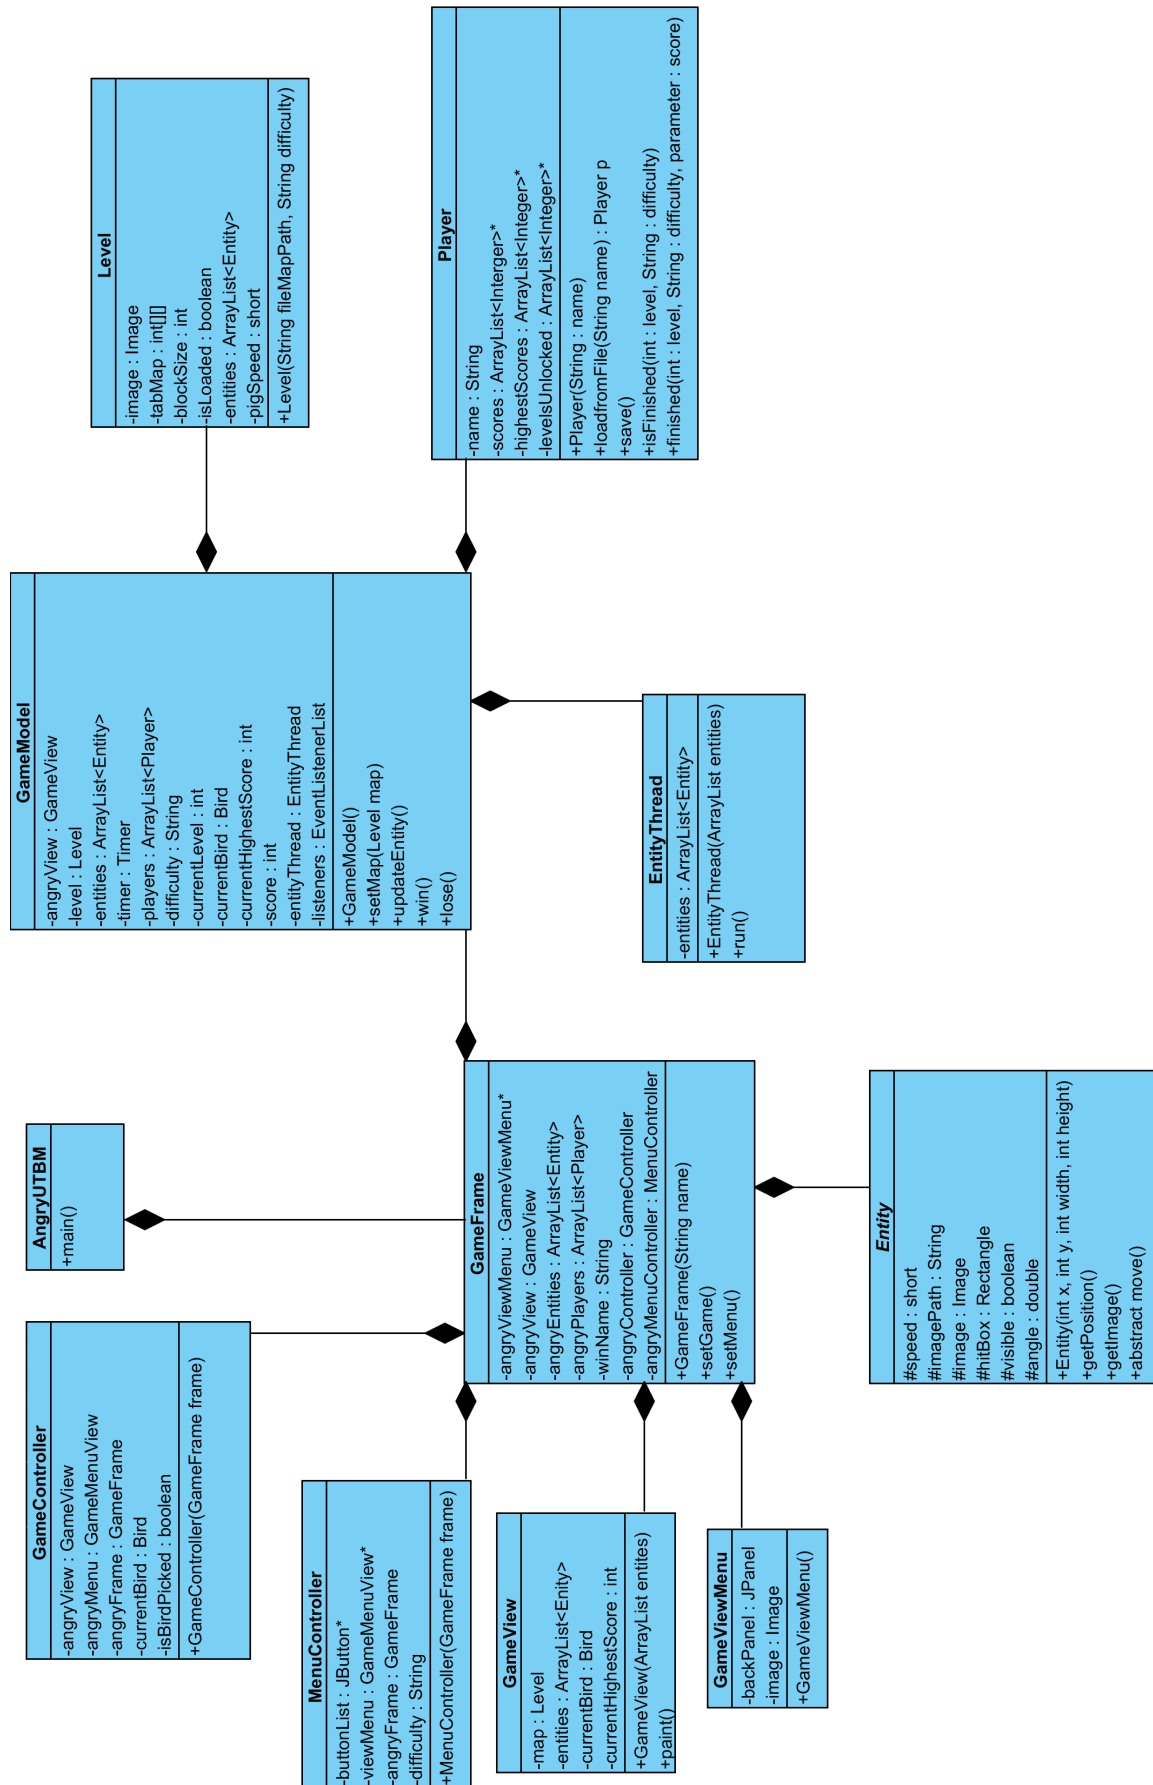 GameController
-angryView : GameView
-angryMenu : GameMenuView
-angryFrame : GameFrame
-currentBird : Bird
-isBirdPicked : boolean
+GameController(GameFrame frame)
AngryUTBM
+main()
GameModel
-angryView : GameView
-level : Level
-entities : ArrayList<Entity>
-timer : Timer
-players : ArrayList<Player>
-difficulty : String
-currentLevel : int
-currentBird : Bird
-currentHighestScore : int
-score : int
-entityThread : EntityThread
-listeners : EventListenerList
+GameModel()
+setMap(Level map)
+updateEntity()
+win()
+lose()
Level
-image : Image
-tabMap : int[][]
-blockSize : int
-isLoaded : boolean
-entities : ArrayList<Entity>
-pigSpeed : short
+Level(String fileMapPath, String difficulty)
MenuController
-buttonList : JButton*
-viewMenu : GameMenuView*
-angryFrame : GameFrame
-difficulty : String
+MenuController(GameFrame frame)
GameFrame
-angryViewMenu : GameViewMenu*
-angryView : GameView
-angryEntities : ArrayList<Entity>
-angryPlayers : ArrayList<Player>
-winName : String
-angryController : GameController
-angryMenuController : MenuController
+GameFrame(String name)
+setGame()
+setMenu()
Player
-name : String
-scores : ArrayList<Interger>*
-highestScores : ArrayList<Integer>*
-levelsUnlocked : ArrayList<Integer>*
+Player(String : name)
+loadfromFile(String name) : Player p
+save()
+isFinished(int : level, String : difficulty)
+finished(int : level, String : difficulty, parameter : score)
GameView
-map : Level
-entities : ArrayList<Enity>
-currentBird : Bird
-currentHighestScore : int
+GameView(ArrayList entites)
+paint()
EntityThread
-entities : ArrayList<Entity>
+EntityThread(ArrayList entities)
+run()
GameViewMenu
-backPanel : JPanel
-image : Image
+GameViewMenu()
Entity
#speed : short
#imagePath : String
#image : Image
#hitBox : Rectangle
#visible : boolean
#angle : double
+Entity(int x, int y, int width, int height)
+getPosition()
+getImage()
+abstract move()